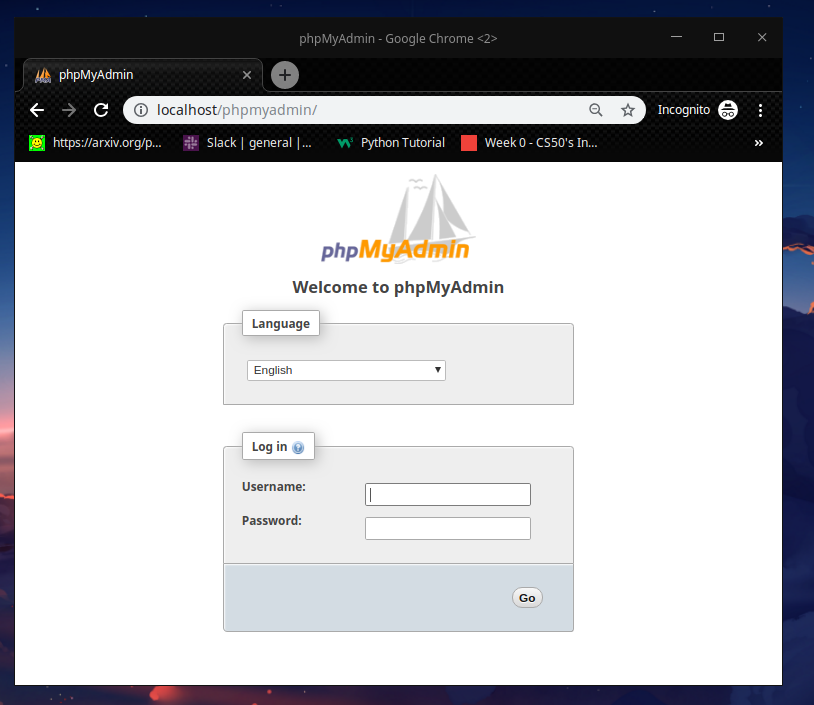 phpMyAdmin - Google Chrome <2>
phpMyAdmin
localhost/phpmyadmin/
Incognito
https://arxiv.org/p...
Slack | general |...
Python Tutorial
Week 0 - CS50's In...
phpMyAdmin
Welcome to phpMyAdmin
Language
English
Log in
Username:
Password:
Go